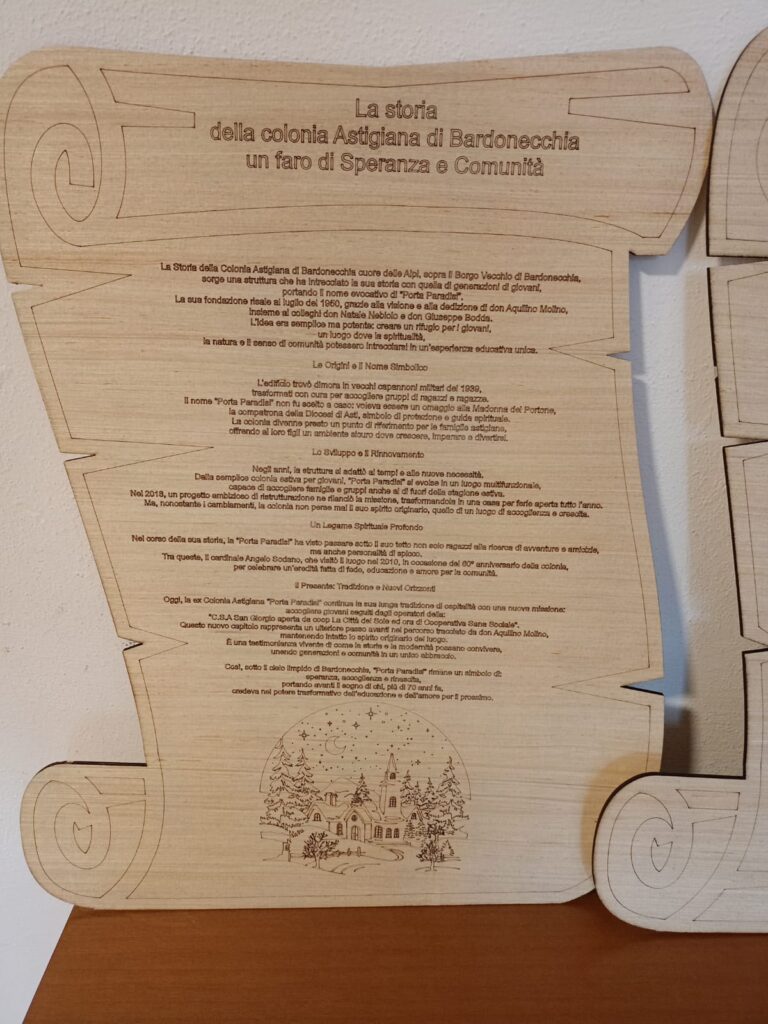 La storia
della colonia Astigiana di Bardonecchia
un faro di Speranza e Comunità
La Storia della Colonia Astigiana di Bardonecchia cuore delle Alpi, sopra il Borgo Vecchio di Bardonecchia,
sorge una struttura che ha intrecciato la sua storia con quella di generazioni di giovani,
portando il nome evocativo di "Porta Paradisi".
La sua fondazione risale al luglio del 1950, grazie alla visione e alla dedizione di don Aquilino Molino,
insieme ai colleghi don Natale Nebiolo e don Giuseppe Bodda.
L'idea era semplice ma potente: creare un rifugio per i giovani,
un luogo dove la spiritualità,
la natura e il senso di comunità potessero intrecciarsi in un'esperienza educativa unica.
Le Origini e il Nome Simbolico
L'edificio trovò dimora in vecchi capannoni militari del 1939,
trasformati con cura per accogliere gruppi di ragazzi e ragazze.
Il nome "Porta Paradisi" non fu scelto a caso: voleva essere un omaggio alla Madonna del Portone,
la compatrona della Diocesi di Asti, simbolo di protezione e guida spirituale.
La colonia divenne presto un punto di riferimento per le famiglie astigiane,
offrendo ai loro figli un ambiente sicuro dove crescere, imparare e divertirsi.
Lo Sviluppo e il Rinnovamento
Negli anni, la struttura si adattò ai tempi e alle nuove necessità.
Dalla semplice colonia estiva per giovani, "Porta Paradisi" si evolse in un luogo multifunzionale,
capace di accogliere famiglie e gruppi anche al di fuori della stagione estiva.
Nel 2018, un progetto ambizioso di ristrutturazione ne rilanciò la missione, trasformandola in una casa per ferie aperta tutto l'anno.
Ma, nonostante i cambiamenti, la colonia non perse mai il suo spirito originario, quello di un luogo di accoglienza e crescita.
Un Legame Spirituale Profondo
Nel corso della sua storia, la "Porta Paradisi" ha visto passare sotto il suo tetto non solo ragazzi alla ricerca di avventure e amicizie,
ma anche personalità di spicco.
Tra queste, il cardinale Angelo Sodano, che visitò il luogo nel 2010, in occasione del 60º anniversario della colonia,
per celebrare un'eredità fatta di fede, educazione e amore per la comunità.
Il Presente: Tradizione e Nuovi Orizzonti
Oggi, la ex Colonia Astigiana "Porta Paradisi" continua la sua lunga tradizione di ospitalità con una nuova missione:
accogliere giovani seguiti dagli operatori della:
"C.S.A San Giorgio aperta da coop La Città del Sole ed ora di Cooperativa Sana Sociale".
Questo nuovo capitolo rappresenta un ulteriore passo avanti nel percorso tracciato da don Aquilino Molino,
mantenendo intatto lo spirito originario del luogo.
È una testimonianza vivente di come la storia e la modernità possano convivere,
unendo generazioni e comunità in un unico abbraccio.
Così, sotto il cielo limpido di Bardonecchia, "Porta Paradisi" rimane un simbolo di:
speranza, accoglienza e rinascita,
portando avanti il sogno di chi, più di 70 anni fa,
credeva nel potere trasformativo dell'educazione e dell'amore per il prossimo.